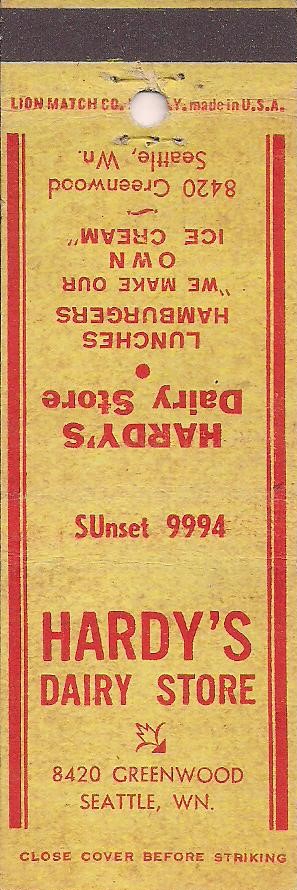 LION MATCH CO. Y. made in U.S.A.
HARDY'S
Dairy Store
LUNCHES
HAMBURGERS
"WE MAKE OUR
OWN
ICE CREAM"
8420 Greenwood
Seattle, Wn.
SUnset 9994
HARDY'S
DAIRY STORE
8420 GREENWOOD
SEATTLE, WN.
CLOSE COVER BEFORE STRIKING